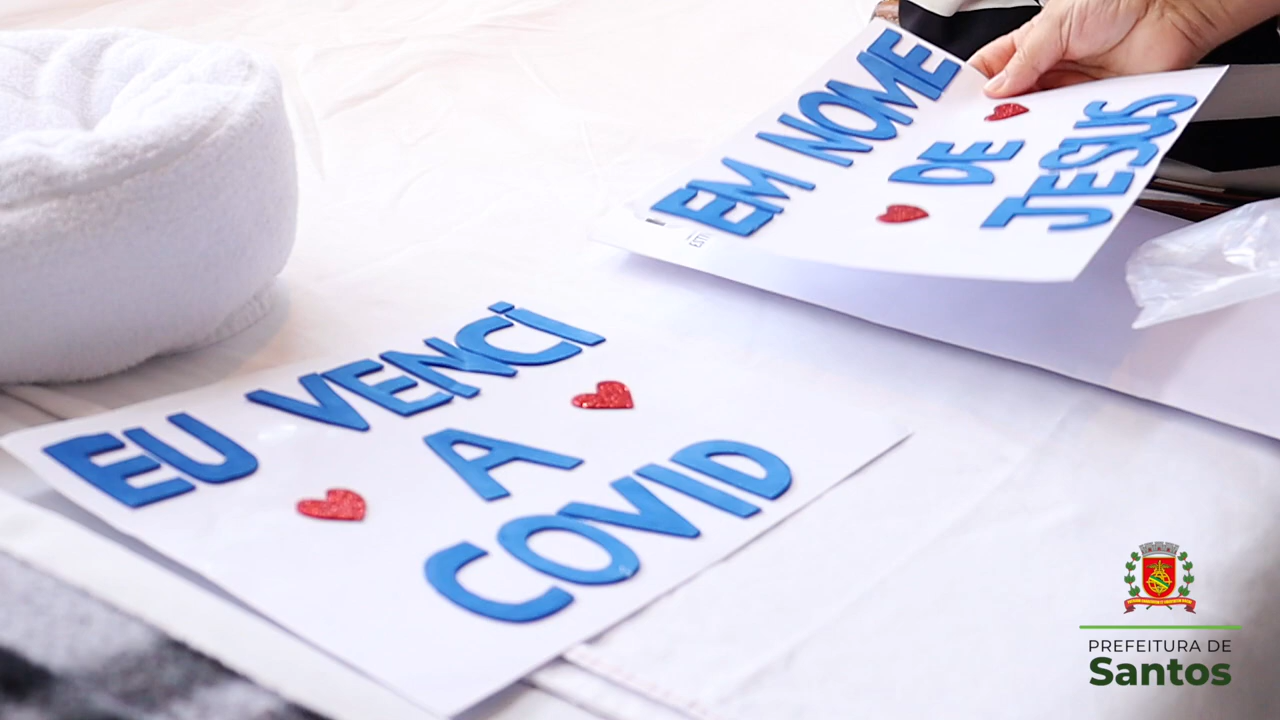 EM NOME
DE
JESUS
EU VENCi
A
COVID
PREFEITURA DE
Santos